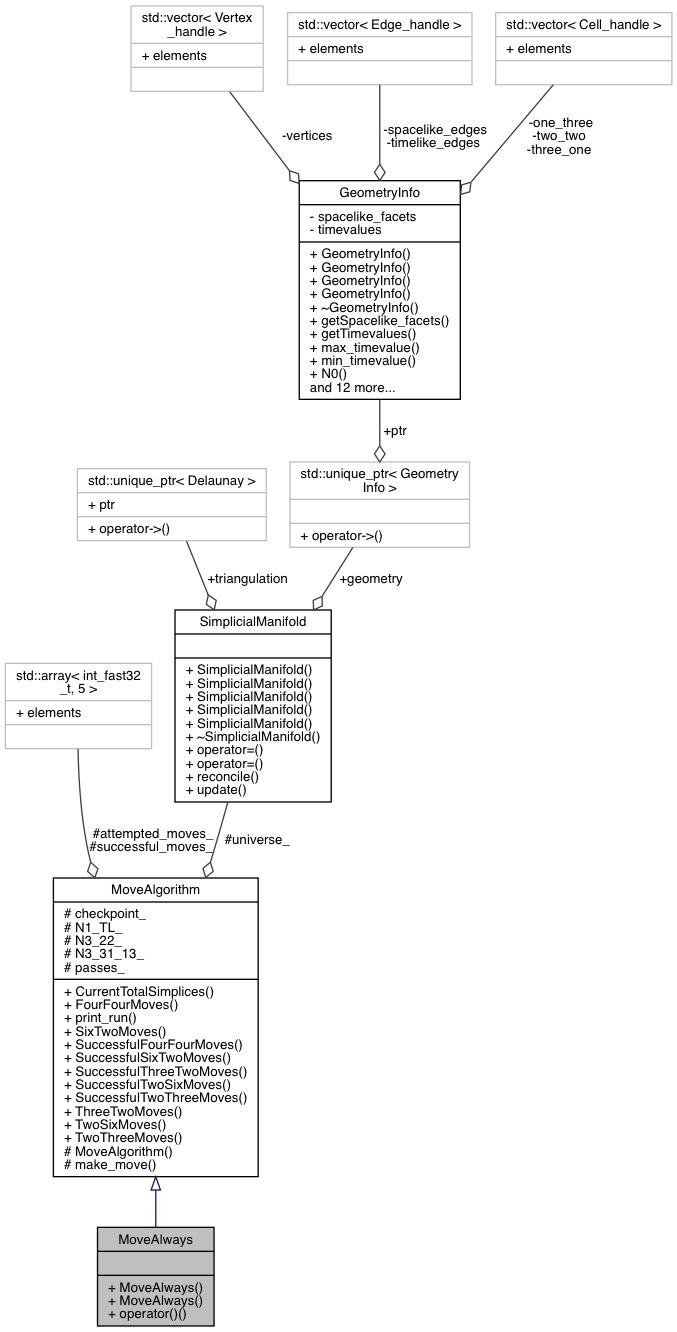 std::vector< Vertex
_handle >
+ elements
std::vector< Edge_handle >
+ elements
std::vector< Cell_handle >
+ elements
-vertices
-spacelike_edges
-timelike_edges
-one_three
-two_two
-three_one
GeometryInfo
- spacelike_facets
- timevalues
+ GeometryInfo()
+ GeometryInfo()
+ GeometryInfo()
+ GeometryInfo()
+ ~GeometryInfo()
+ getSpacelike_facets()
+ getTimevalues()
+ max_timevalue()
+ min_timevalue()
+ N0()
and 12 more...
+ptr
std::unique_ptr< Delaunay >
+ ptr
+ operator->()
std::unique_ptr< Geometry
Info >
+ operator->()
+triangulation
+geometry
SimplicialManifold
+ SimplicialManifold()
+ SimplicialManifold()
+ SimplicialManifold()
+ SimplicialManifold()
+ SimplicialManifold()
+ ~SimplicialManifold()
+ operator=()
+ operator=()
+ reconcile()
+ update()
std::array< int_fast32
_t, 5 >
+ elements
#attempted_moves_
#successful_moves_
#universe_
MoveAlgorithm
# checkpoint_
# N1_TL_
# N3_22_
# N3_31_13_
# passes_
+ CurrentTotalSimplices()
+ FourFourMoves()
+ print_run()
+ SixTwoMoves()
+ SuccessfulFourFourMoves()
+ SuccessfulSixTwoMoves()
+ SuccessfulThreeTwoMoves()
+ SuccessfulTwoSixMoves()
+ SuccessfulTwoThreeMoves()
+ ThreeTwoMoves()
+ TwoSixMoves()
+ TwoThreeMoves()
# MoveAlgorithm()
# make_move()
MoveAlways
+ MoveAlways()
+ MoveAlways()
+ operator()()